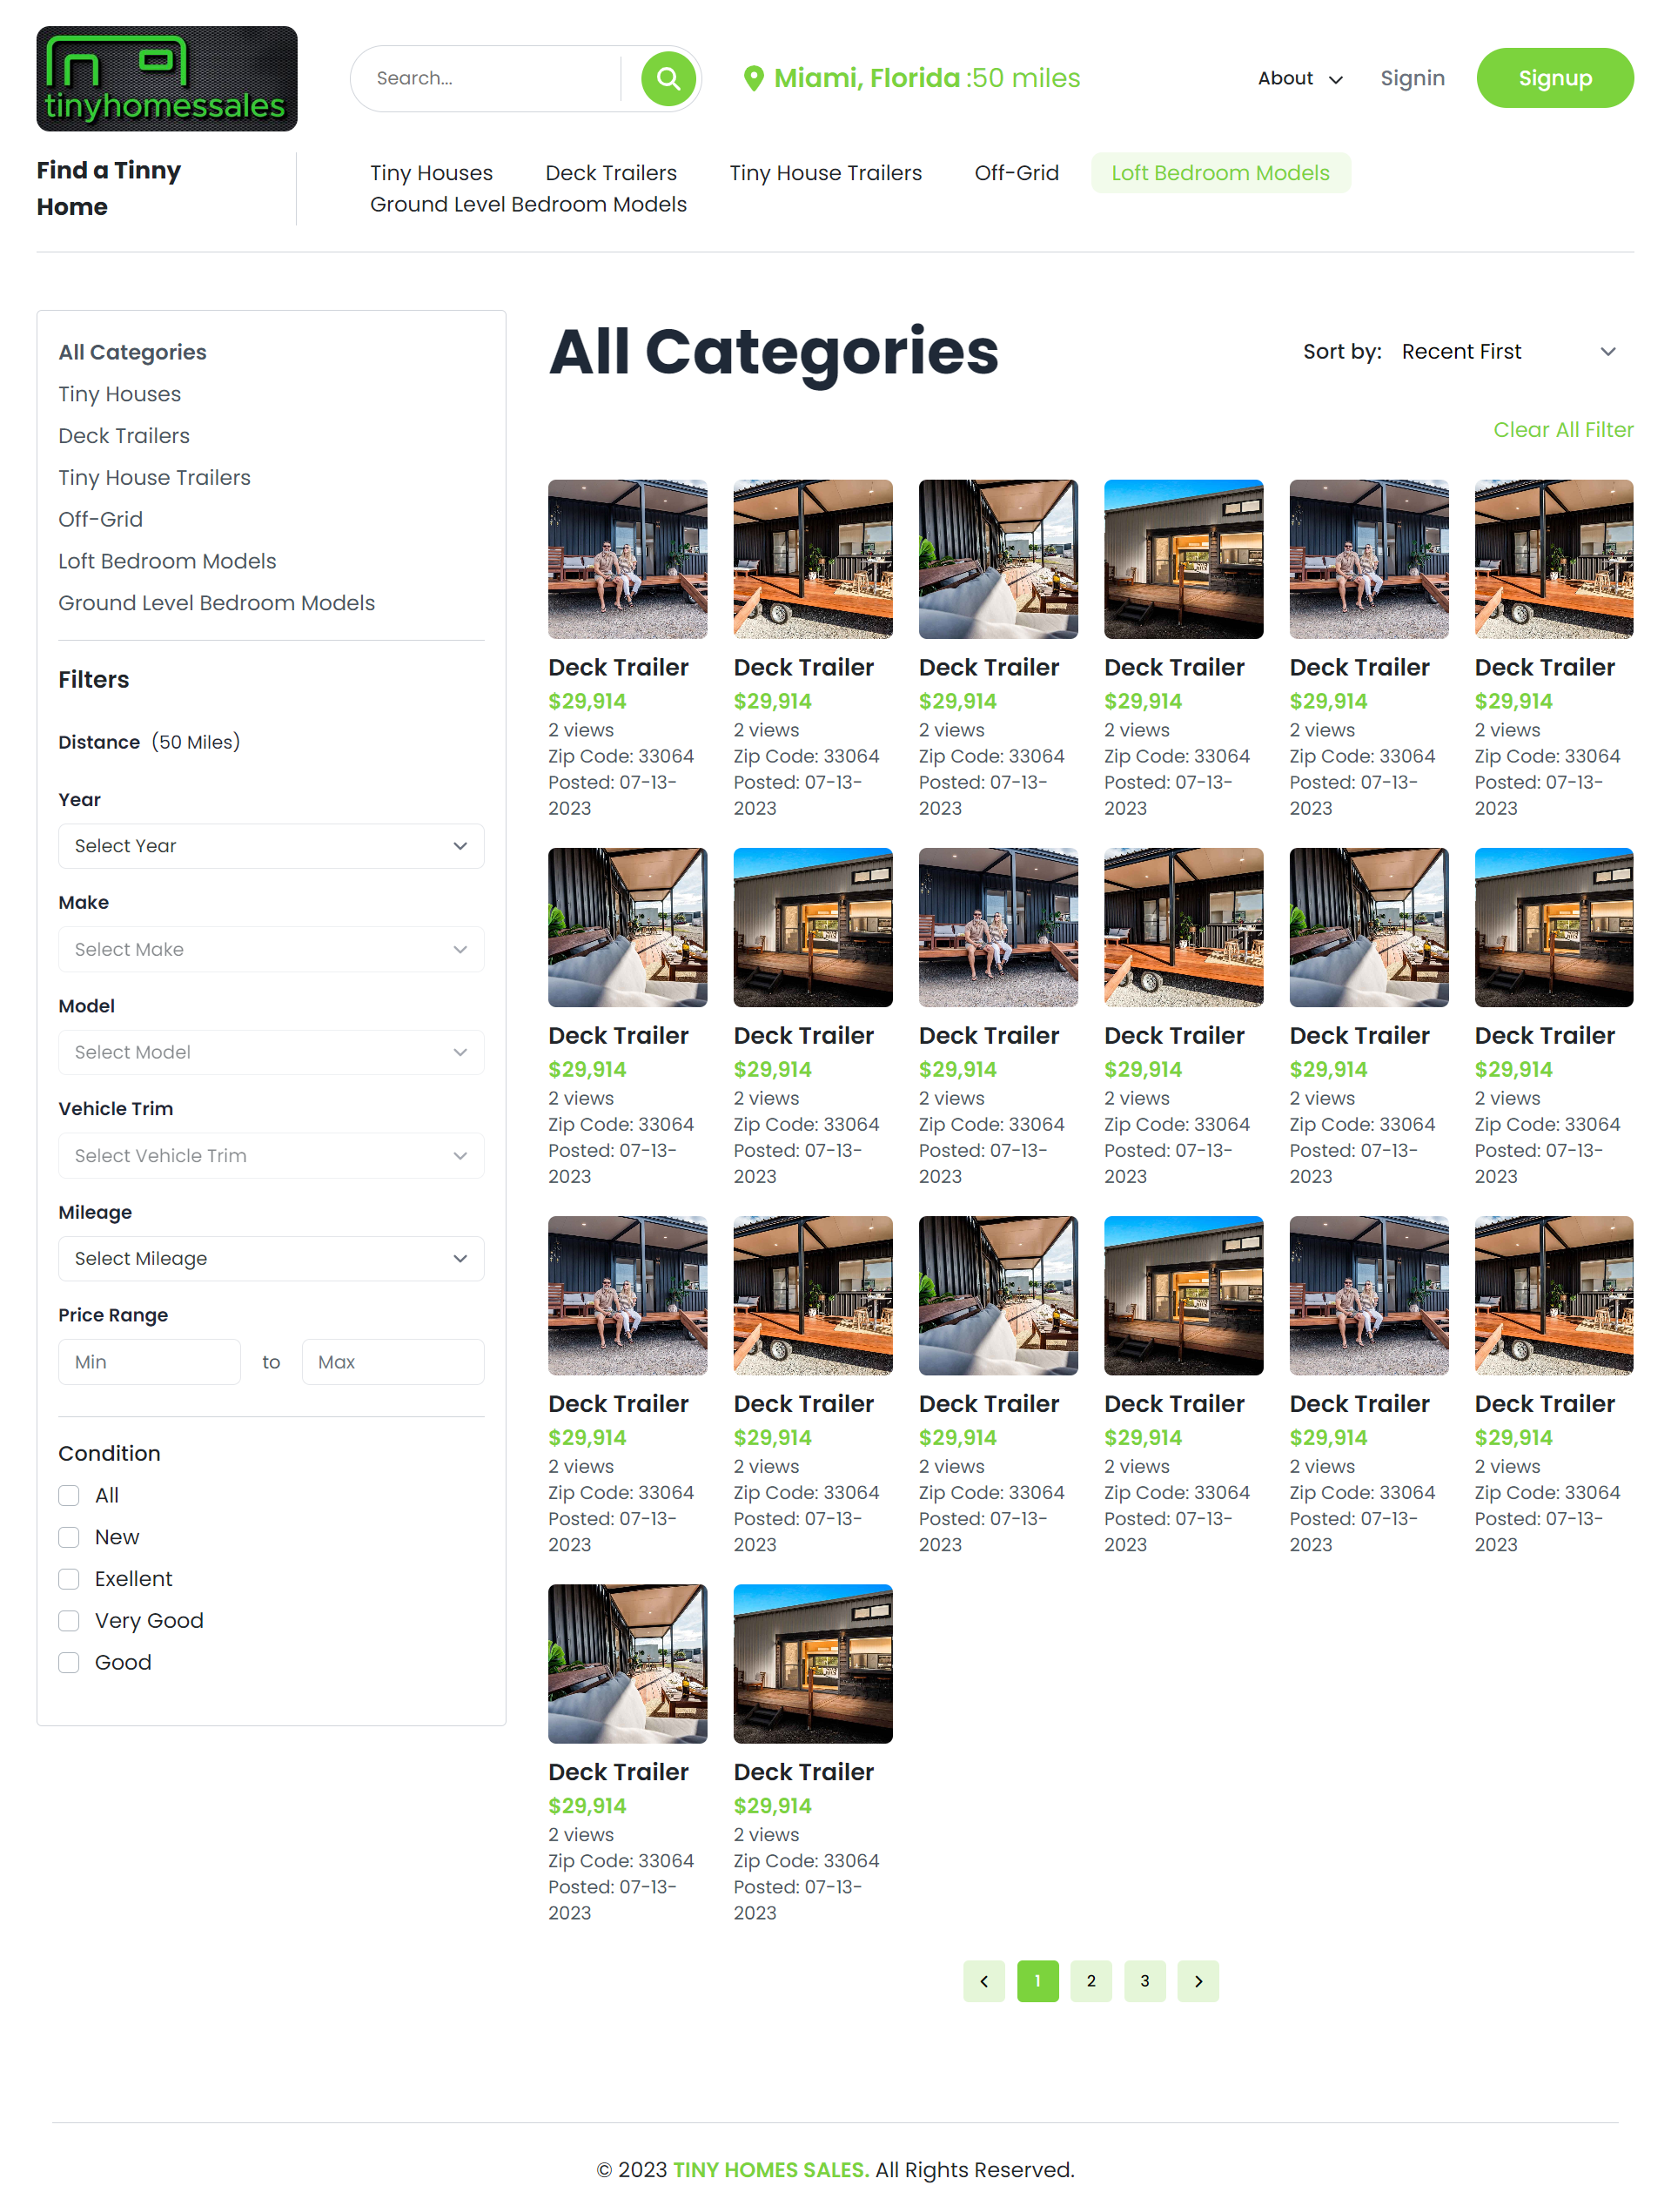 tinyhomessales
Search...
Miami, Florida :50 miles
About
Signin
Signup
Find a Tinny
Home
Tiny Houses
Deck Trailers
Tiny House Trailers
Off-Grid
Loft Bedroom Models
Ground Level Bedroom Models
All Categories
Tiny Houses
Deck Trailers
Tiny House Trailers
Off-Grid
Loft Bedroom Models
Ground Level Bedroom Models
Filters
Distance (50 Miles)
Year
Select Year
Make
Select Make
Model
Select Model
Vehicle Trim
Select Vehicle Trim
Mileage
Select Mileage
Price Range
Min to Max
Condition
All
New
Exellent
Very Good
Good
All Categories
Sort by: Recent First
Clear All Filter
Deck Trailer
$29,914
2 views
Zip Code: 33064
Posted: 07-13-
2023
Deck Trailer
$29,914
2 views
Zip Code: 33064
Posted: 07-13-
2023
Deck Trailer
$29,914
2 views
Zip Code: 33064
Posted: 07-13-
2023
Deck Trailer
$29,914
2 views
Zip Code: 33064
Posted: 07-13-
2023
Deck Trailer
$29,914
2 views
Zip Code: 33064
Posted: 07-13-
2023
Deck Trailer
$29,914
2 views
Zip Code: 33064
Posted: 07-13-
2023
Deck Trailer
$29,914
2 views
Zip Code: 33064
Posted: 07-13-
2023
Deck Trailer
$29,914
2 views
Zip Code: 33064
Posted: 07-13-
2023
Deck Trailer
$29,914
2 views
Zip Code: 33064
Posted: 07-13-
2023
Deck Trailer
$29,914
2 views
Zip Code: 33064
Posted: 07-13-
2023
Deck Trailer
$29,914
2 views
Zip Code: 33064
Posted: 07-13-
2023
Deck Trailer
$29,914
2 views
Zip Code: 33064
Posted: 07-13-
2023
Deck Trailer
$29,914
2 views
Zip Code: 33064
Posted: 07-13-
2023
Deck Trailer
$29,914
2 views
Zip Code: 33064
Posted: 07-13-
2023
Deck Trailer
$29,914
2 views
Zip Code: 33064
Posted: 07-13-
2023
Deck Trailer
$29,914
2 views
Zip Code: 33064
Posted: 07-13-
2023
Deck Trailer
$29,914
2 views
Zip Code: 33064
Posted: 07-13-
2023
Deck Trailer
$29,914
2 views
Zip Code: 33064
Posted: 07-13-
2023
Deck Trailer
$29,914
2 views
Zip Code: 33064
Posted: 07-13-
2023
Deck Trailer
$29,914
2 views
Zip Code: 33064
Posted: 07-13-
2023
1 2 3
© 2023 TINY HOMES SALES. All Rights Reserved.